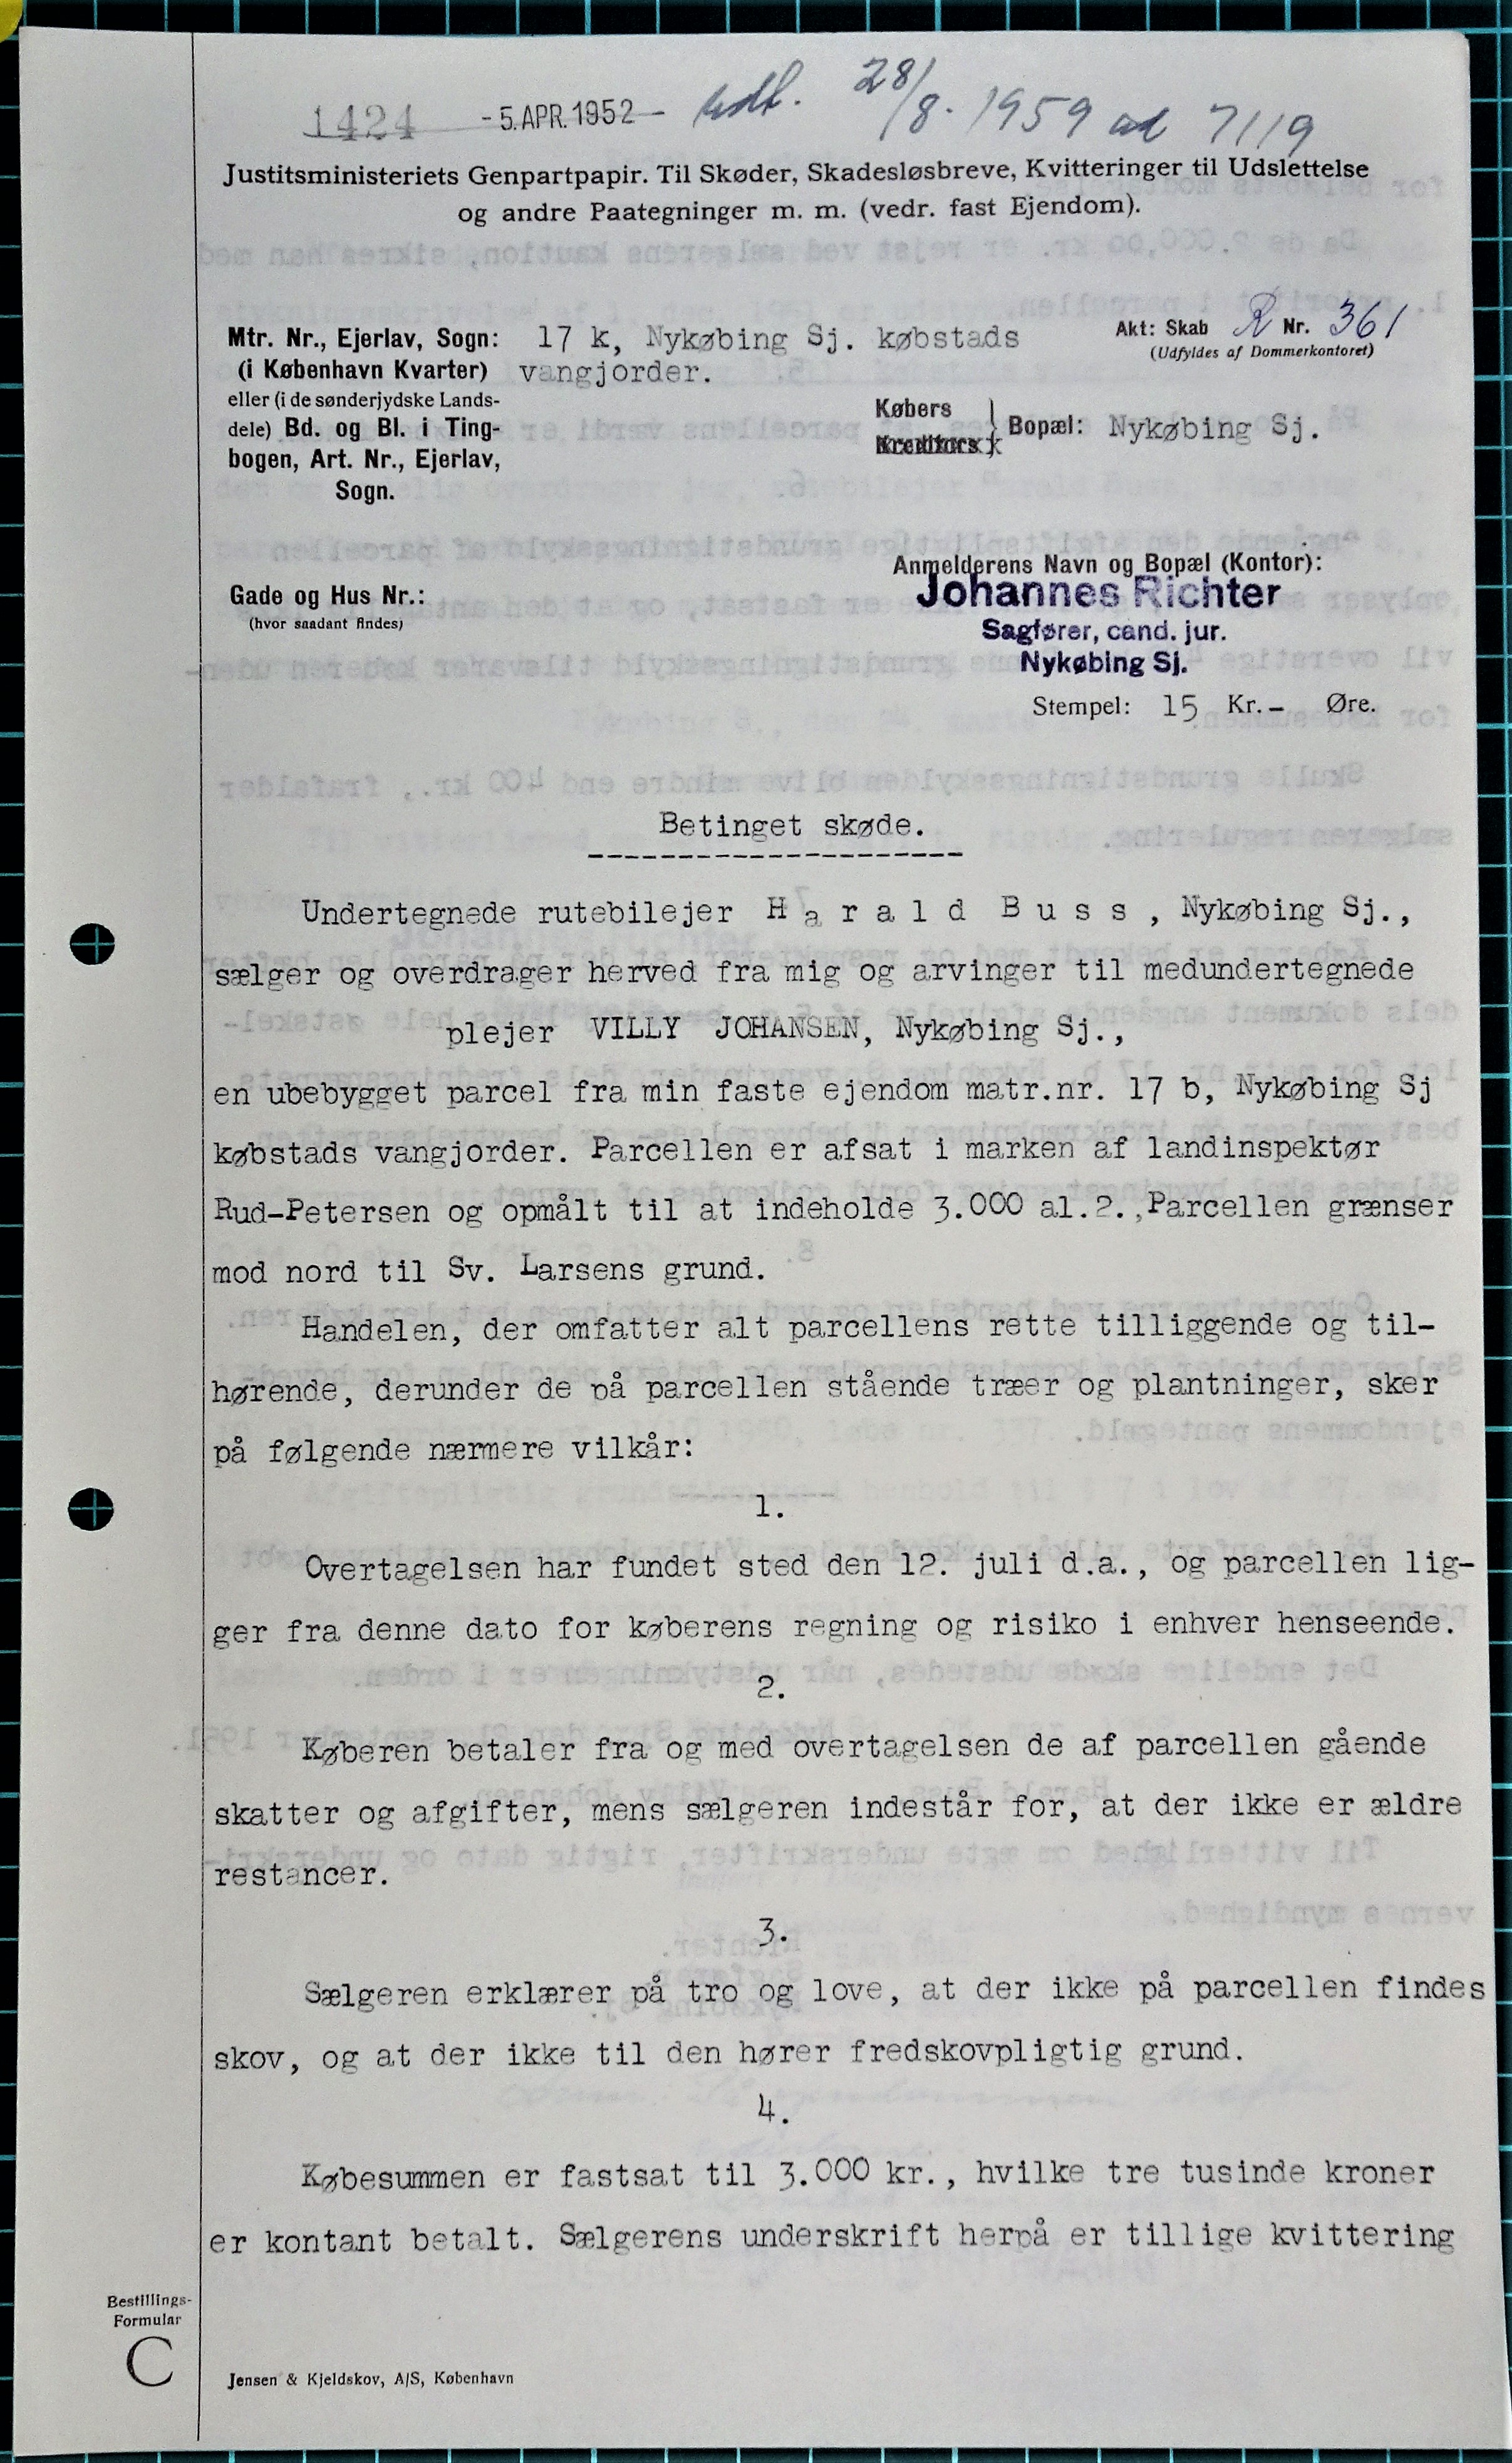 1424 - 5. APR. 1952 - udl. 28/8. 1959 ad 7119
Justitsministeriets Genpartpapir. Til Skøder, Skadesløsbreve, Kvitteringer til Udslettelse
og andre Paategninger m. m. (vedr. fast Ejendom).
Mtr. Nr., Ejerlav, Sogn: 17 k, Nykøbing Sj. købstads
(i København Kvarter) vangjorder.
eller (i de sønderjydske Lands-
dele) Bd. og Bl. i Ting-
bogen, Art. Nr., Ejerlav,
Sogn.
Akt: Skab R Nr. 361
(Udfyldes af Dommerkontoret)
Købers
Kreditors
} Bopæl: Nykøbing Sj.
Gade og Hus Nr.:
(hvor saadant findes)
Anmelderens Navn og Bopæl (Kontor):
Johannes Richter
Sagfører, cand. jur.
Nykøbing Sj.
Stempel: 15 Kr. - Øre.
Betinget skøde.
---------------------
Undertegnede rutebilejer H a r a l d B u s s , Nykøbing Sj.,
sælger og overdrager herved fra mig og arvinger til medundertegnede
plejer VILLY JOHANSEN, Nykøbing Sj.,
en ubebygget parcel fra min faste ejendom matr.nr. 17 b, Nykøbing Sj
købstads vangjorder. Parcellen er afsat i marken af landinspektør
Rud-Petersen og opmålt til at indeholde 3.000 al.2., Parcellen grænser
mod nord til Sv. Larsens grund.
Handelen, der omfatter alt parcellens rette tilliggende og til-
hørende, derunder de på parcellen stående træer og plantninger, sker
på følgende nærmere vilkår:
1.
Overtagelsen har fundet sted den 12. juli d.a., og parcellen lig-
ger fra denne dato for køberens regning og risiko i enhver henseende.
2.
Køberen betaler fra og med overtagelsen de af parcellen gående
skatter og afgifter, mens sælgeren indestår for, at der ikke er ældre
restancer.
3.
Sælgeren erklærer på tro og love, at der ikke på parcellen findes
skov, og at der ikke til den hører fredskovpligtig grund.
4.
Købesummen er fastsat til 3.000 kr., hvilke tre tusinde kroner
er kontant betalt. Sælgerens underskrift herpå er tillige kvittering
Bestillings-
Formular
C
Jensen & Kjeldskov, A/S, København